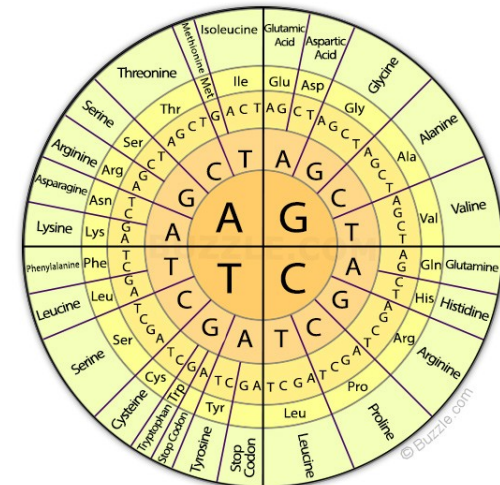 Isoleucine
Methionine
Threonine
Serine
Arginine
Asparagine
Lysine
Phenylalanine
Leucine
Serine
Cysteine
Tryptophan
Stop Codon
Tyrosine
Stop
Codon
Leucine
Proline
Arginine
Histidine
Glutamine
Valine
Alanine
Glycine
Aspartic
Acid
Glutamic
Acid
Ile
Met
Thr
Ser
Arg
Asn
Lys
Phe
Leu
Ser
Cys
Trp
Tyr
Leu
Pro
Arg
His
Gln
Val
Ala
Gly
Asp
Glu
A G C T
A G C T
A G C T
G A C T
A G C T
A G C T
A G C T
A G C T
A G C T
A G C T
A G C T
A G C T
T C G A
T C G A
T C G A
T C G A
A G C T
A G C T
A G C T
A G C T
A G
T C
© Buzzle.com